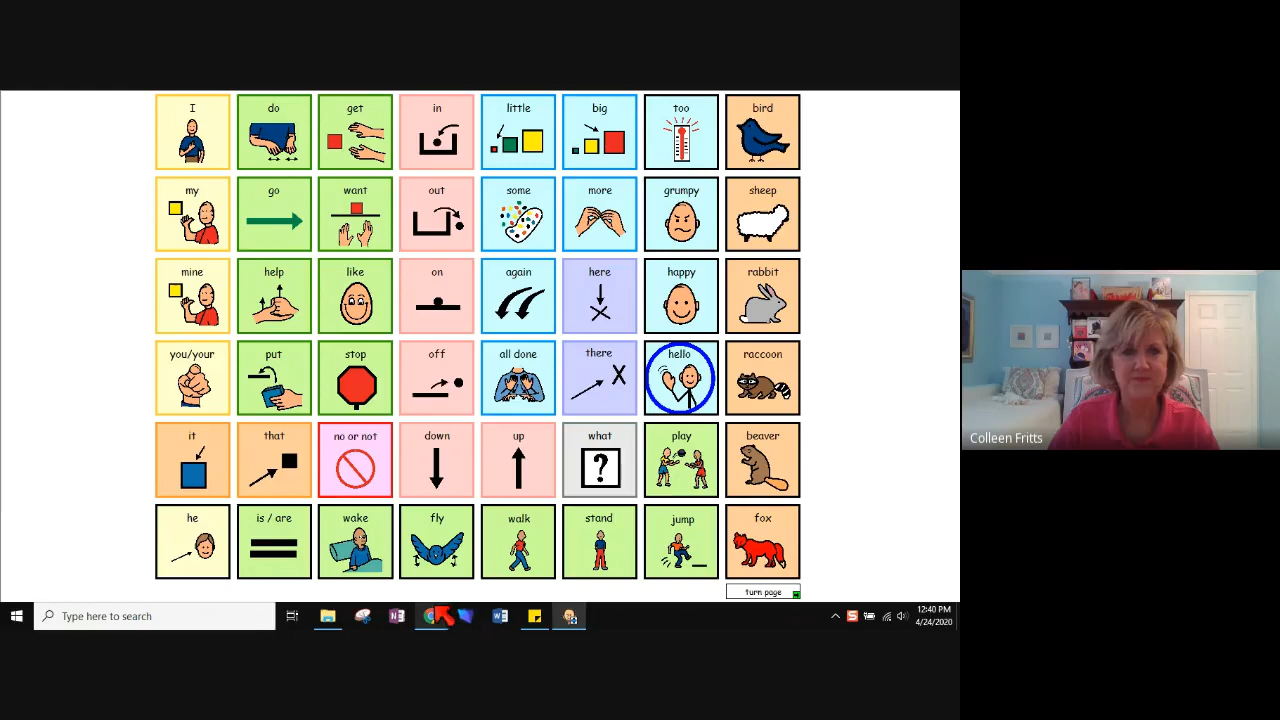 I do get in little big too bird
my go want out some more grumpy sheep
mine help like on again here happy rabbit
you/your put stop off all done there hello raccoon
it that no or not down up what play beaver
he is / are wake fly walk stand jump fox
turn page
Colleen Fritts
Type here to search
12:40 PM
4/24/2020